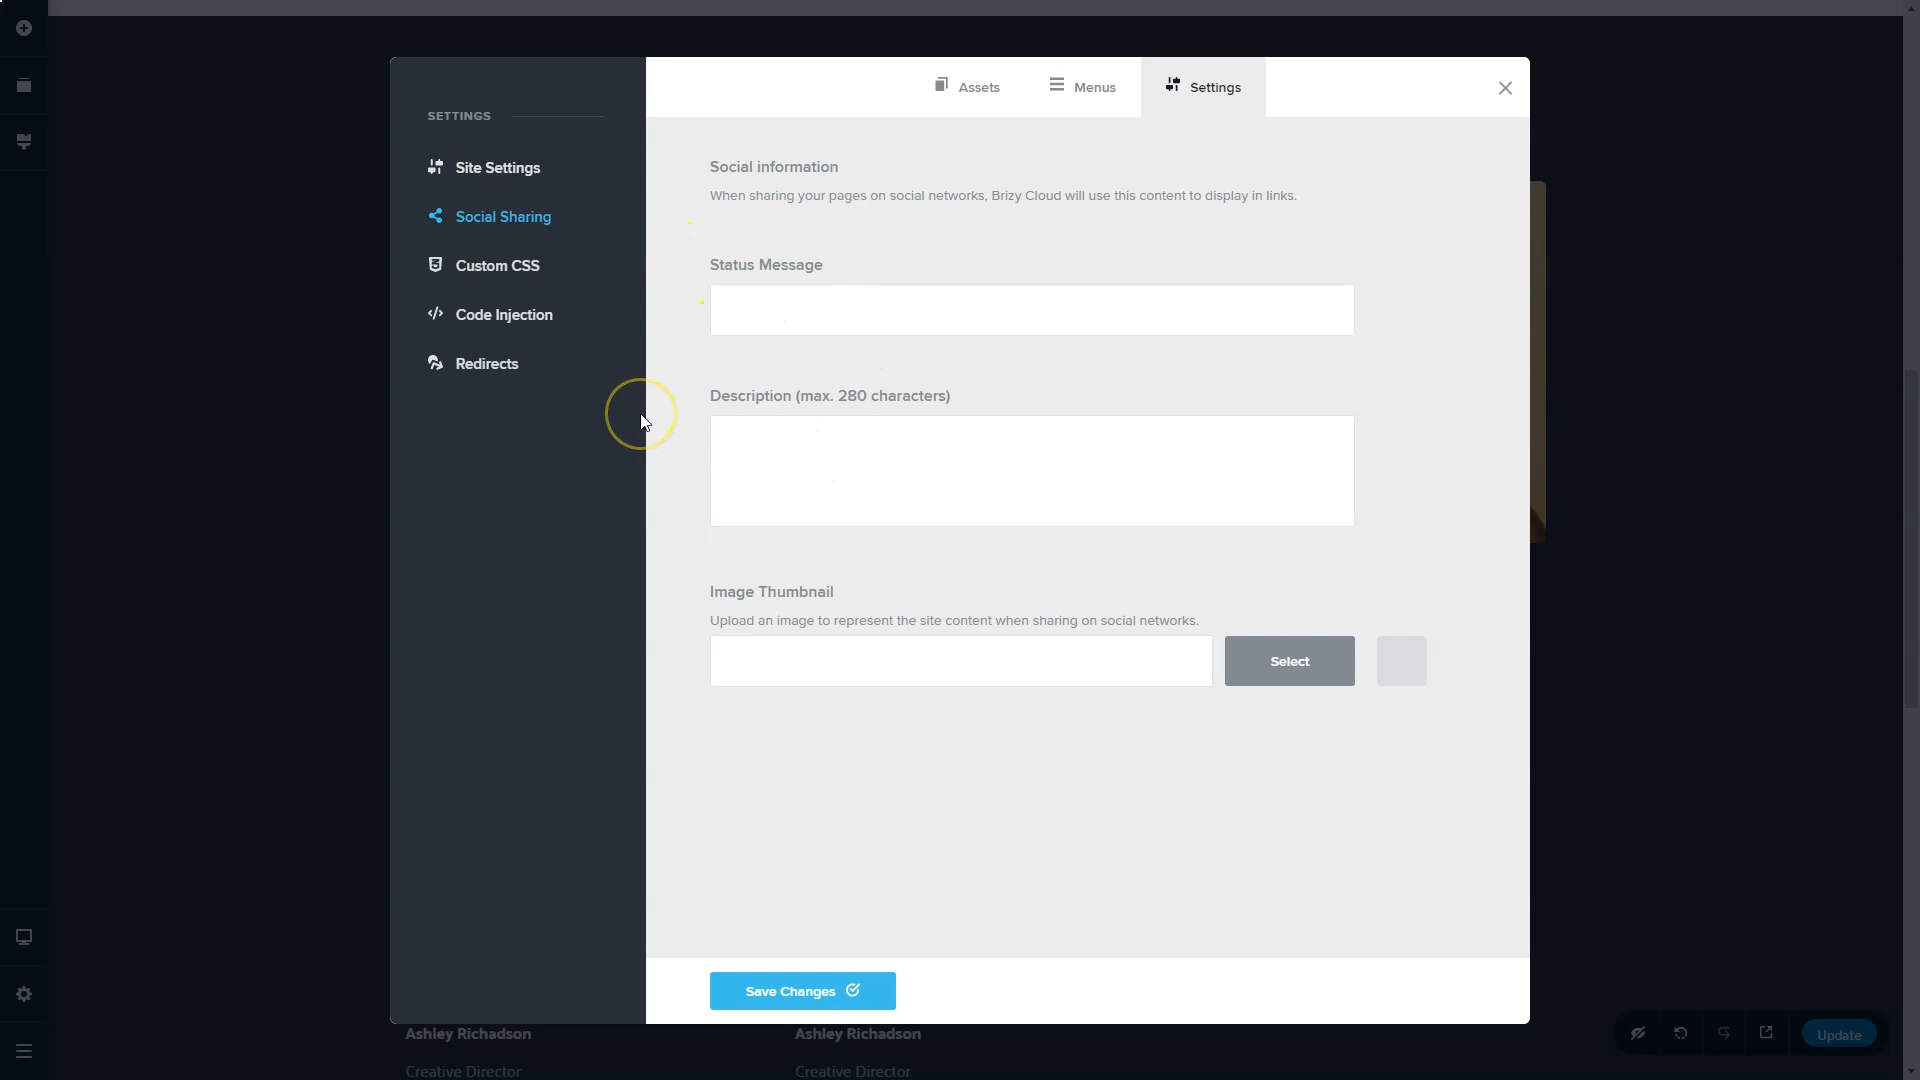 Assets
Menus
Settings
SETTINGS
Site Settings
Social Sharing
Custom CSS
Code Injection
Redirects
Social information
When sharing your pages on social networks, Brizy Cloud will use this content to display in links.
Status Message
Description (max. 280 characters)
Image Thumbnail
Upload an image to represent the site content when sharing on social networks.
Select
Save Changes
Ashley Richadson
Ashley Richadson
Creative Director
Creative Director
Update